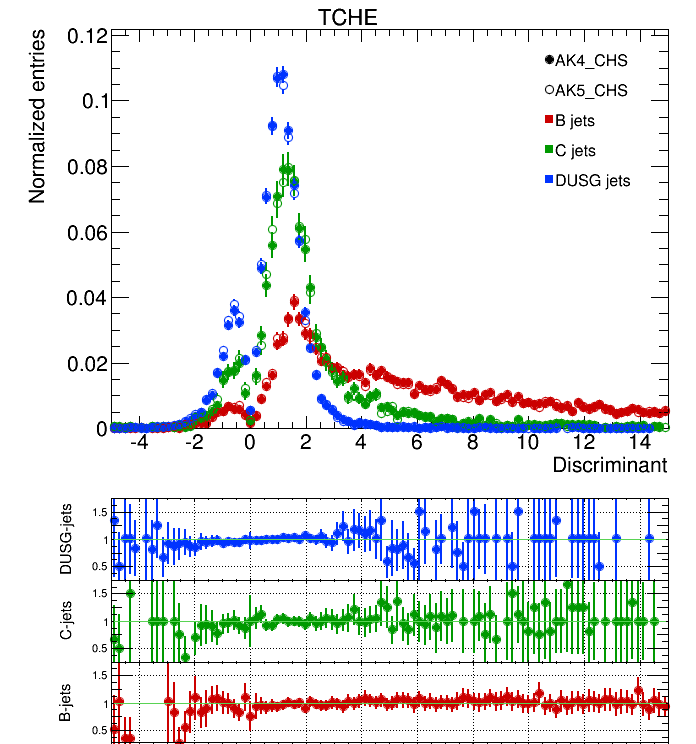 TCHE
Normalized entries
0.12
0.1
0.08
0.06
0.04
0.02
0
AK4_CHS
AK5_CHS
B jets
C jets
DUSG jets
-4 -2 0 2 4 6 8 10 12 14
Discriminant
DUSG-jets
1.5
1
0.5
C-jets
1.5
1
0.5
B-jets
1.5
1
0.5